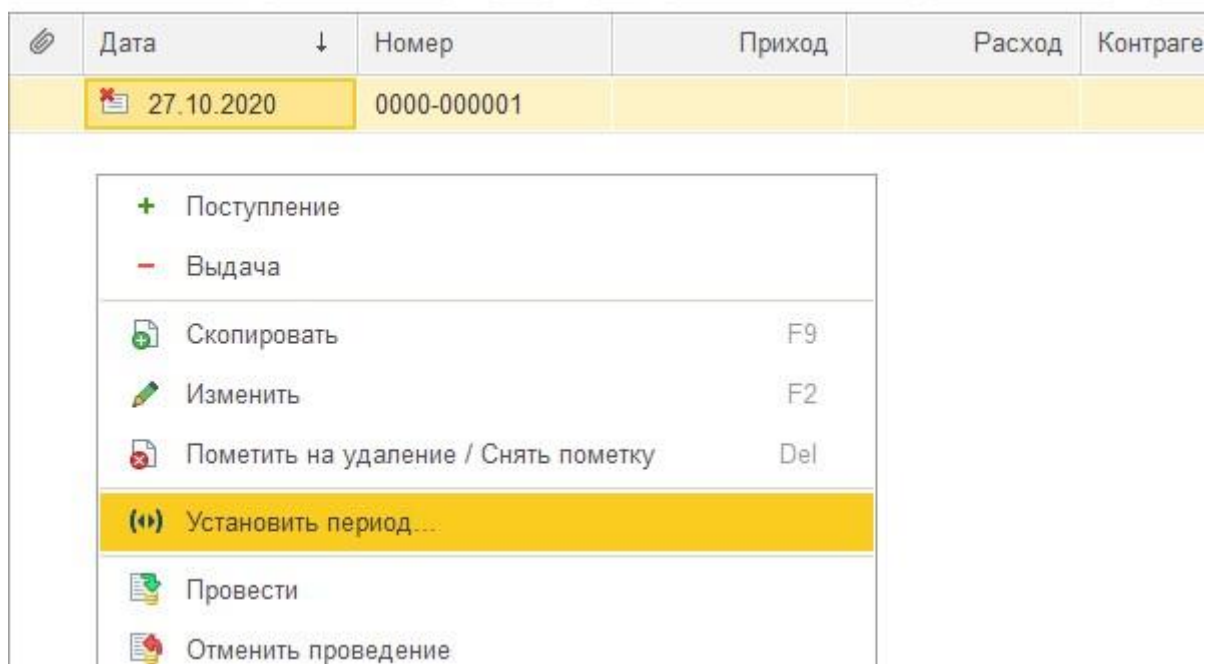 Дата ↓ Номер Приход Расход Контраге
27.10.2020 0000-000001
Поступление
Выдача
Скопировать F9
Изменить F2
Пометить на удаление / Снять пометку Del
Установить период...
Провести
Отменить проведение